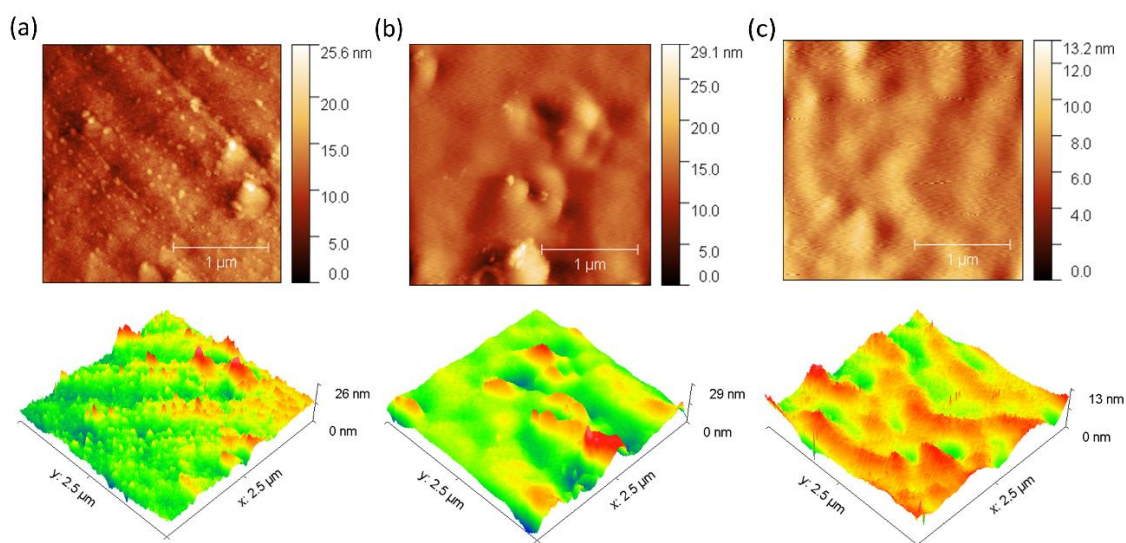 (a)
25.6 nm
20.0
15.0
10.0
5.0
0.0
1 µm
(b)
29.1 nm
25.0
20.0
15.0
10.0
5.0
0.0
1 µm
(c)
13.2 nm
12.0
10.0
8.0
6.0
4.0
0.0
1 µm
26 nm
0 nm
y: 2.5 µm
x: 2.5 µm
29 nm
0 nm
y: 2.5 µm
x: 2.5 µm
13 nm
0 nm
y: 2.5 µm
x: 2.5 µm